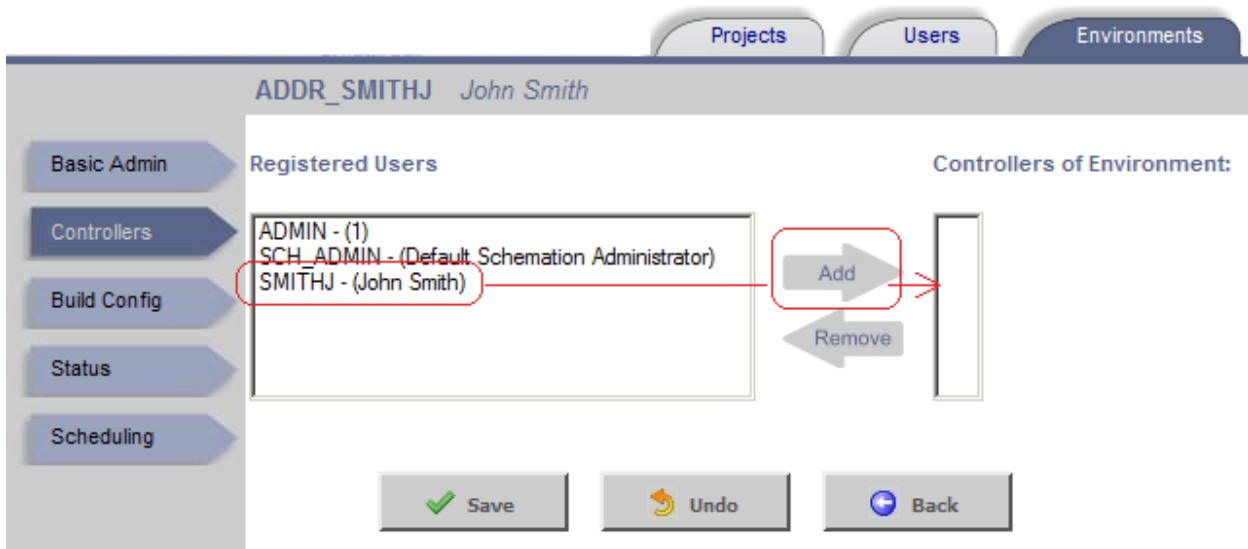 Projects Users Environments
ADDR_SMITHJ John Smith
Basic Admin
Controllers
Build Config
Status
Scheduling
Registered Users
ADMIN - (1)
SCH_ADMIN - (Default Schemation Administrator)
SMITHJ - (John Smith)
Add
Remove
Controllers of Environment:
Save Undo Back